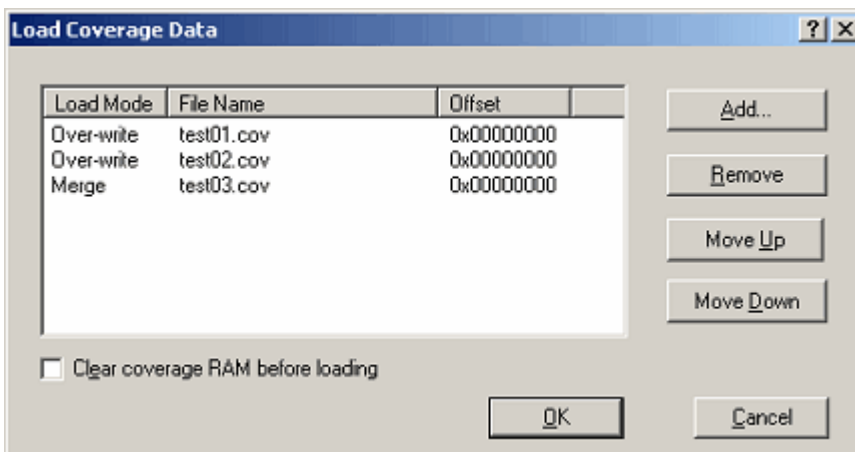 Load Coverage Data
Load Mode File Name Offset
Over-write test01.cov 0x00000000
Over-write test02.cov 0x00000000
Merge test03.cov 0x00000000
Add...
Remove
Move Up
Move Down
Clear coverage RAM before loading
OK Cancel